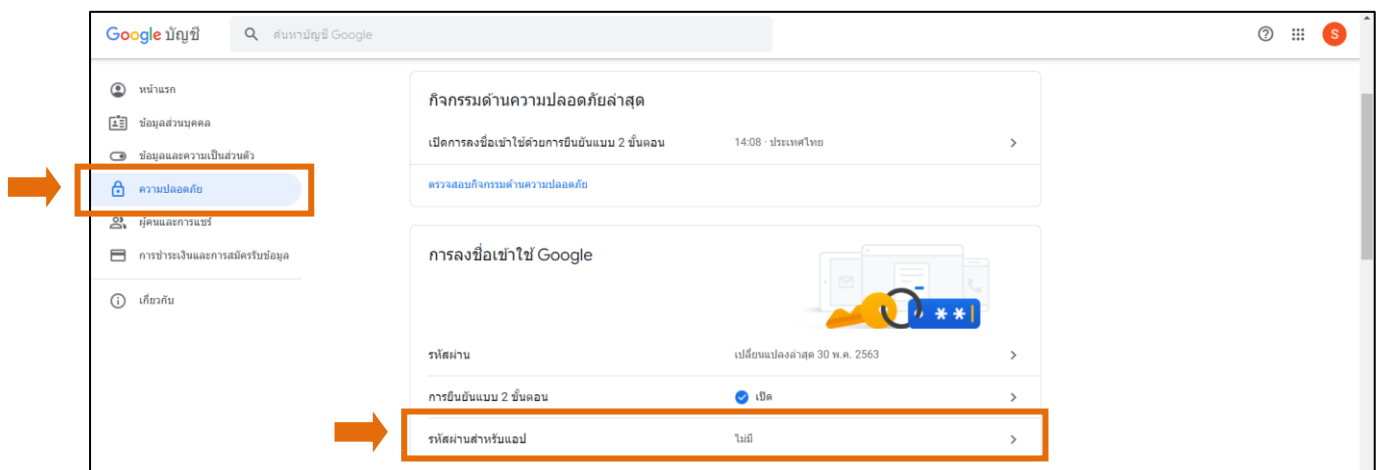 Google บัญชี
ค้นหาบัญชี Google
S
หน้าแรก
ข้อมูลส่วนบุคคล
ข้อมูลและความเป็นส่วนตัว
ความปลอดภัย
ผู้คนและการแชร์
การชำระเงินและการสมัครรับข้อมูล
เกี่ยวกับ
กิจกรรมด้านความปลอดภัยล่าสุด
เปิดการลงชื่อเข้าใช้ด้วยการยืนยันแบบ 2 ขั้นตอน 14:08 · ประเทศไทย
ตรวจสอบกิจกรรมด้านความปลอดภัย
การลงชื่อเข้าใช้ Google
**|
รหัสผ่าน เปลี่ยนแปลงล่าสุด 30 พ.ค. 2563
การยืนยันแบบ 2 ขั้นตอน เปิด
รหัสผ่านสำหรับแอป ไม่มี